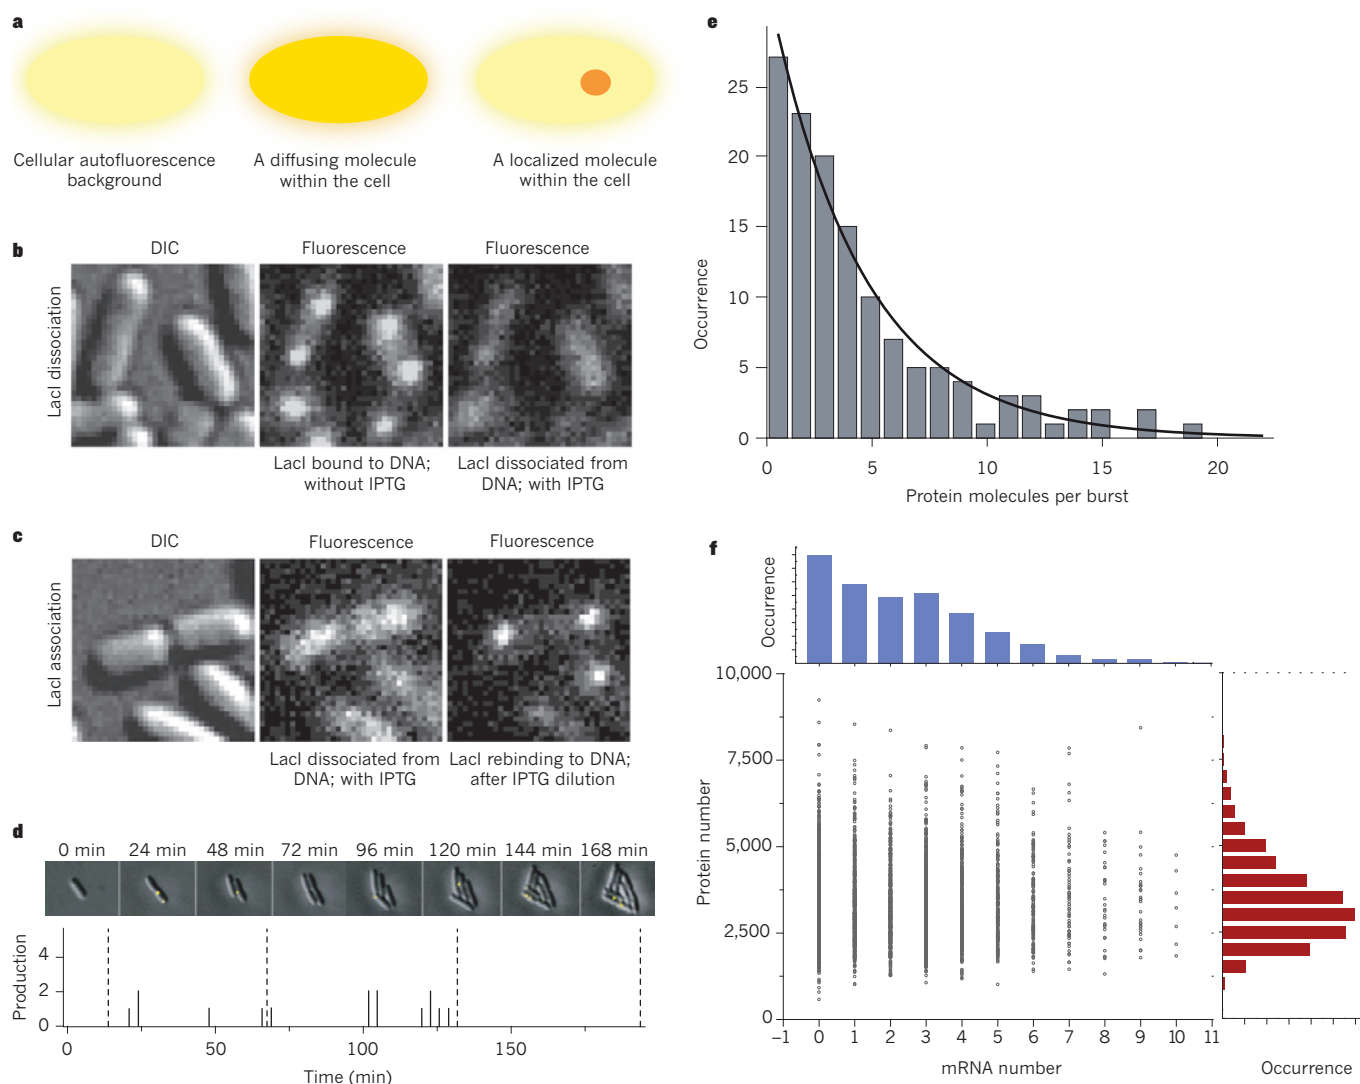 a
Cellular autofluorescence
background
A diffusing molecule
within the cell
A localized molecule
within the cell
b
DIC
Fluorescence
Fluorescence
LacI dissociation
LacI bound to DNA;
without IPTG
LacI dissociated from
DNA; with IPTG
c
DIC
Fluorescence
Fluorescence
LacI association
LacI dissociated from
DNA; with IPTG
LacI rebinding to DNA;
after IPTG dilution
d
0 min 24 min 48 min 72 min 96 min 120 min 144 min 168 min
Production
4
2
0
0 50 100 150
Time (min)
e
Occurrence
25
20
15
10
5
0
0 5 10 15 20
Protein molecules per burst
f
Occurrence
Protein number
10,000
7,500
5,000
2,500
0
–1 0 1 2 3 4 5 6 7 8 9 10 11
mRNA number
Occurrence